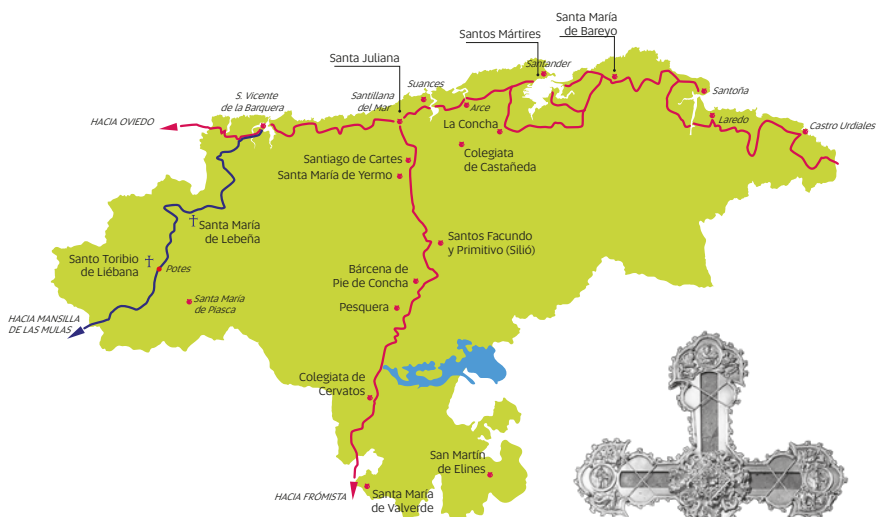 Santa María
de Bareyo
Santos Mártires
Santa Juliana
Santander
Suances
Santoña
S. Vicente
de la Barquera
Santillana
del Mar
Arce
HACIA OVIEDO
La Concha
Laredo
Castro Urdiales
Colegiata
de Castañeda
Santiago de Cartes
Santa María de Yermo
Santa María
de Lebeña
Santos Facundo
y Primitivo (Silió)
Santo Toribio
de Liébana
Potes
Bárcena de
Pie de Concha
Santa María
de Piasca
Pesquera
HACIA MANSILLA
DE LAS MULAS
Colegiata de
Cervatos
San Martín
de Elines
HACIA FRÓMISTA
Santa María
de Valverde